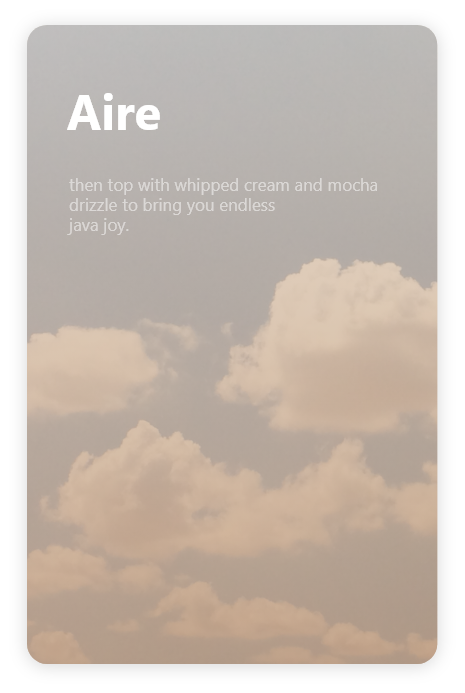 Aire
then top with whipped cream and mocha
drizzle to bring you endless
java joy.